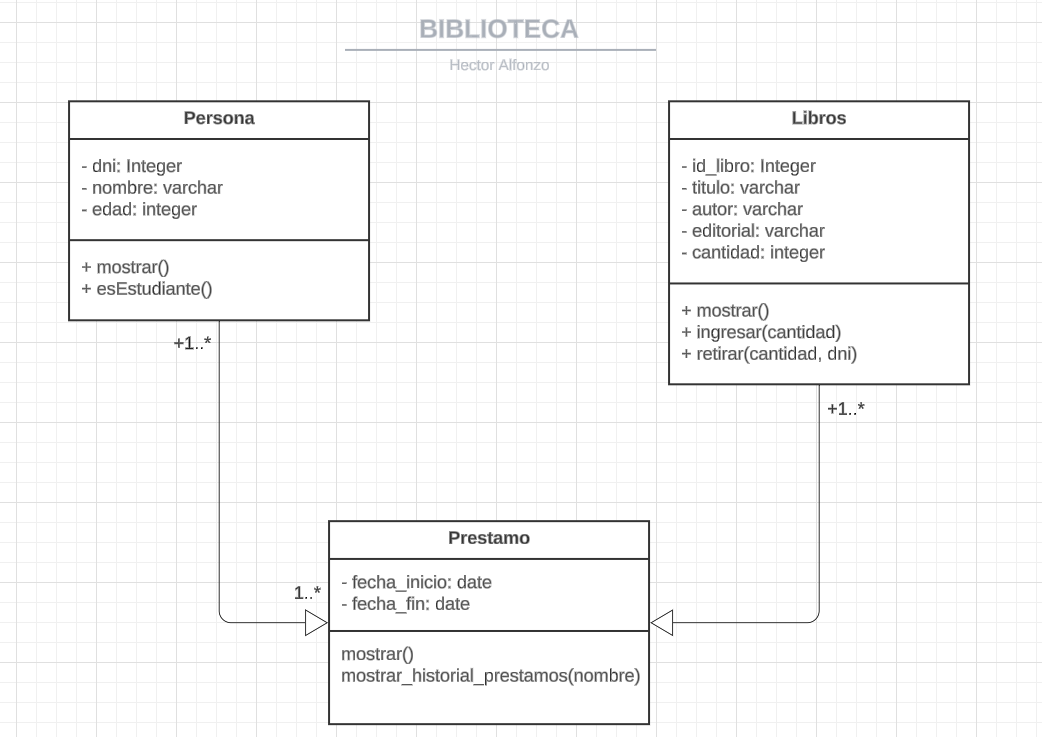 BIBLIOTECA
Hector Alfonzo
Persona
- dni: Integer
- nombre: varchar
- edad: integer
+ mostrar()
+ esEstudiante()
+1..*
Libros
- id_libro: Integer
- titulo: varchar
- autor: varchar
- editorial: varchar
- cantidad: integer
+ mostrar()
+ ingresar(cantidad)
+ retirar(cantidad, dni)
+1..*
1..*
Prestamo
- fecha_inicio: date
- fecha_fin: date
mostrar()
mostrar_historial_prestamos(nombre)